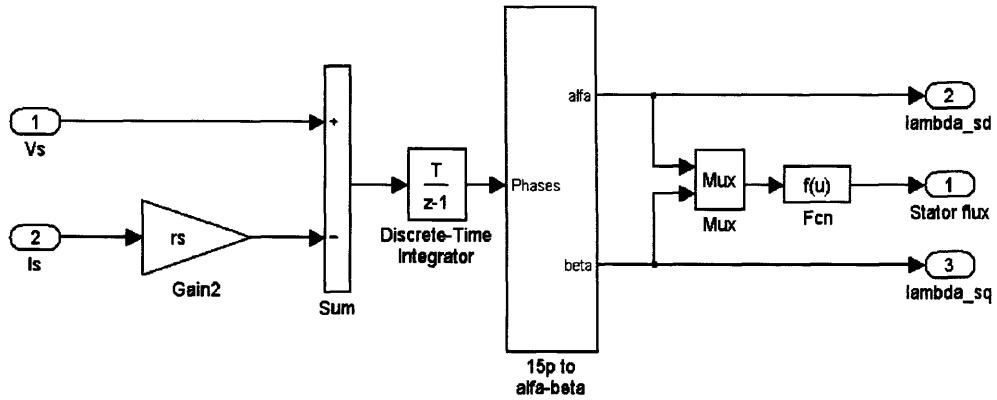 1
Vs
2
Is
rs
Gain2
+
−
Sum
T
z-1
Discrete-Time
Integrator
Phases
alfa
beta
15p to
alfa-beta
Mux
Mux
f(u)
Fcn
2
lambda_sd
1
Stator flux
3
lambda_sq